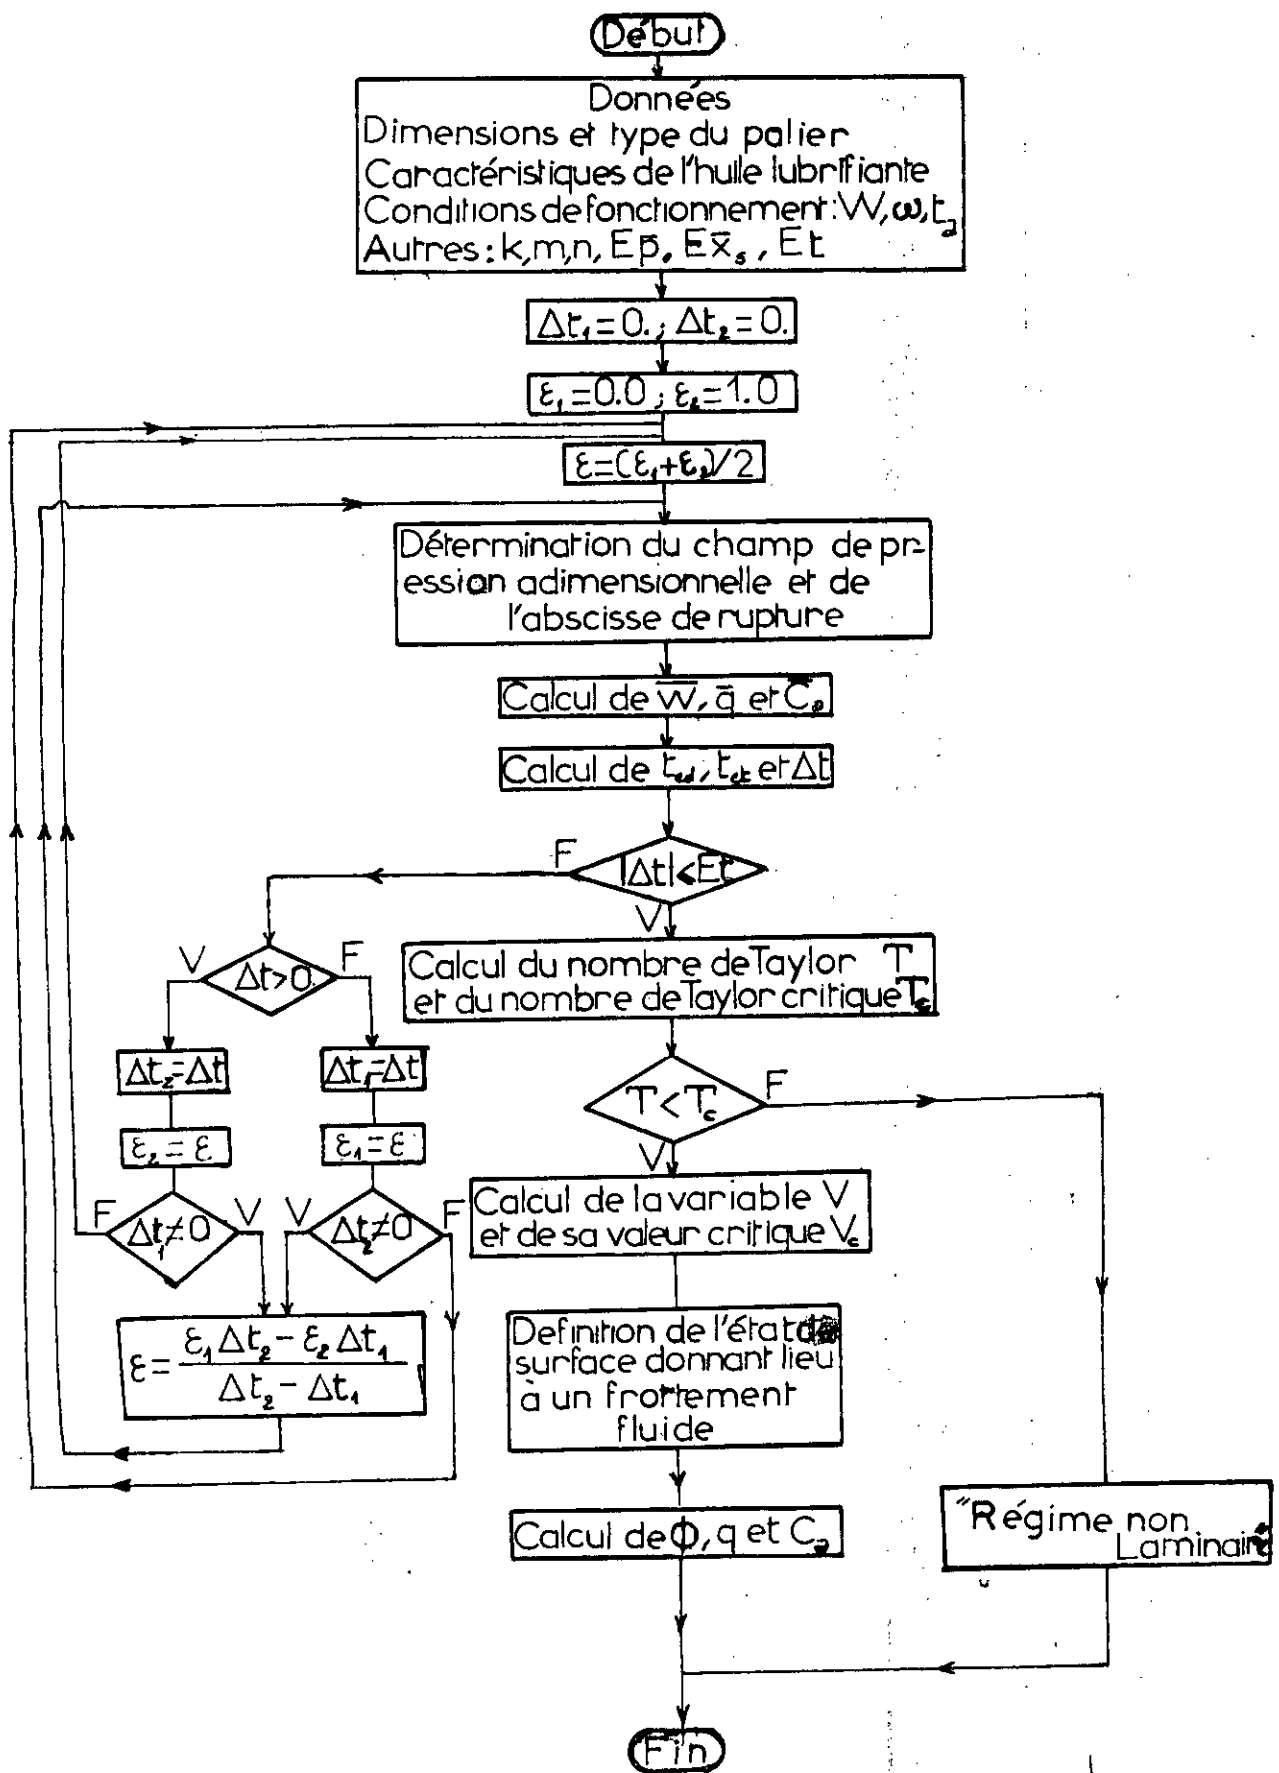 Début
Données
Dimensions et type du palier
Caractéristiques de l'huile lubrifiante
Conditions de fonctionnement: W, ω, tₐ
Autres: k, m, n, Ep̄, Ex̄ₛ, Et
Δt₁=0.; Δt₂=0.
ε₁=0.0; ε₂=1.0
ε=(ε₁+ε₂)/2
Détermination du champ de pr-
ession adimensionnelle et de
l'abscisse de rupture
Calcul de W̅, q̄ et C̅ₐ
Calcul de t, t et Δt
|Δt|≤Et
F
V
Δt>0.
V
F
Calcul du nombre de Taylor T
et du nombre de Taylor critique T꜀
Δt₂=Δt
Δt₁=Δt
T<T꜀
F
V
ε₂=ε
ε₁=ε
Calcul de la variable V
et de sa valeur critique V꜀
F
Δt₁≠0
V
V
Δt₂≠0
F
ε= ε₁Δt₂-ε₂Δt₁
Δt₂-Δt₁
Definition de l'état de
surface donnant lieu
à un frottement
fluide
Calcul de Φ, q et Cₐ
"Régime non
Laminaire
Fin